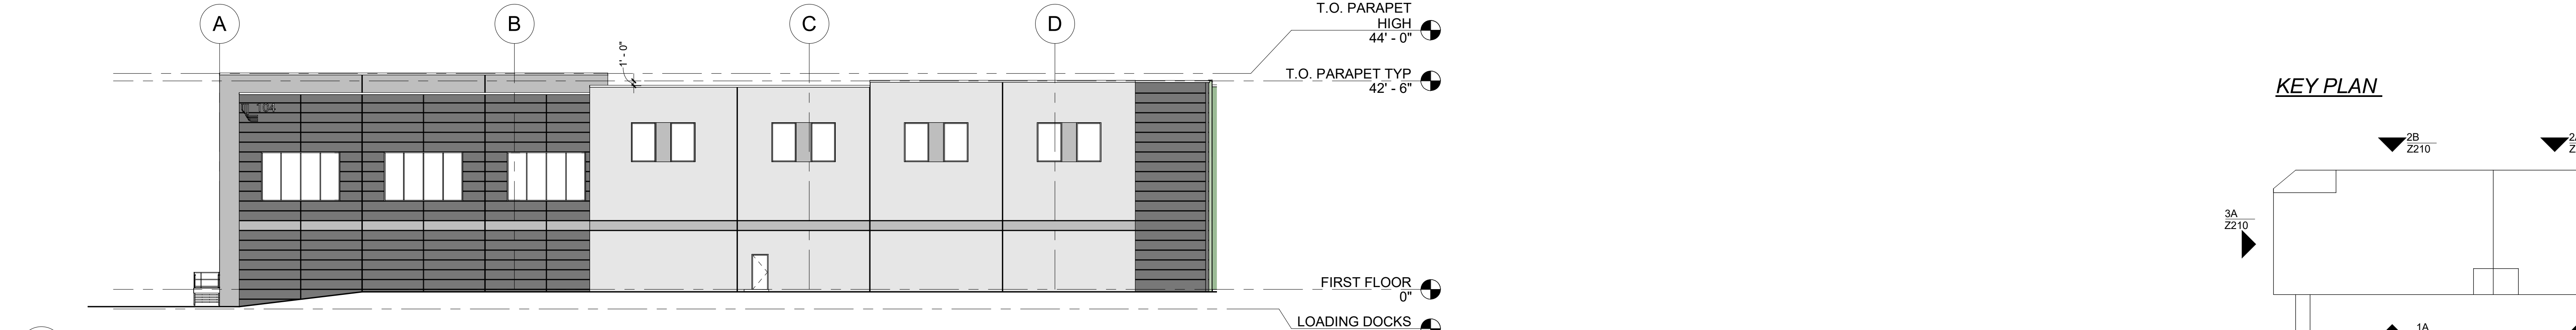 A
B
C
D
T.O. PARAPET
HIGH
44' - 0"
1' - 0"
T.O. PARAPET TYP
42' - 6"
104
FIRST FLOOR
0"
LOADING DOCKS
KEY PLAN
2B
Z210
3A
Z210
1A